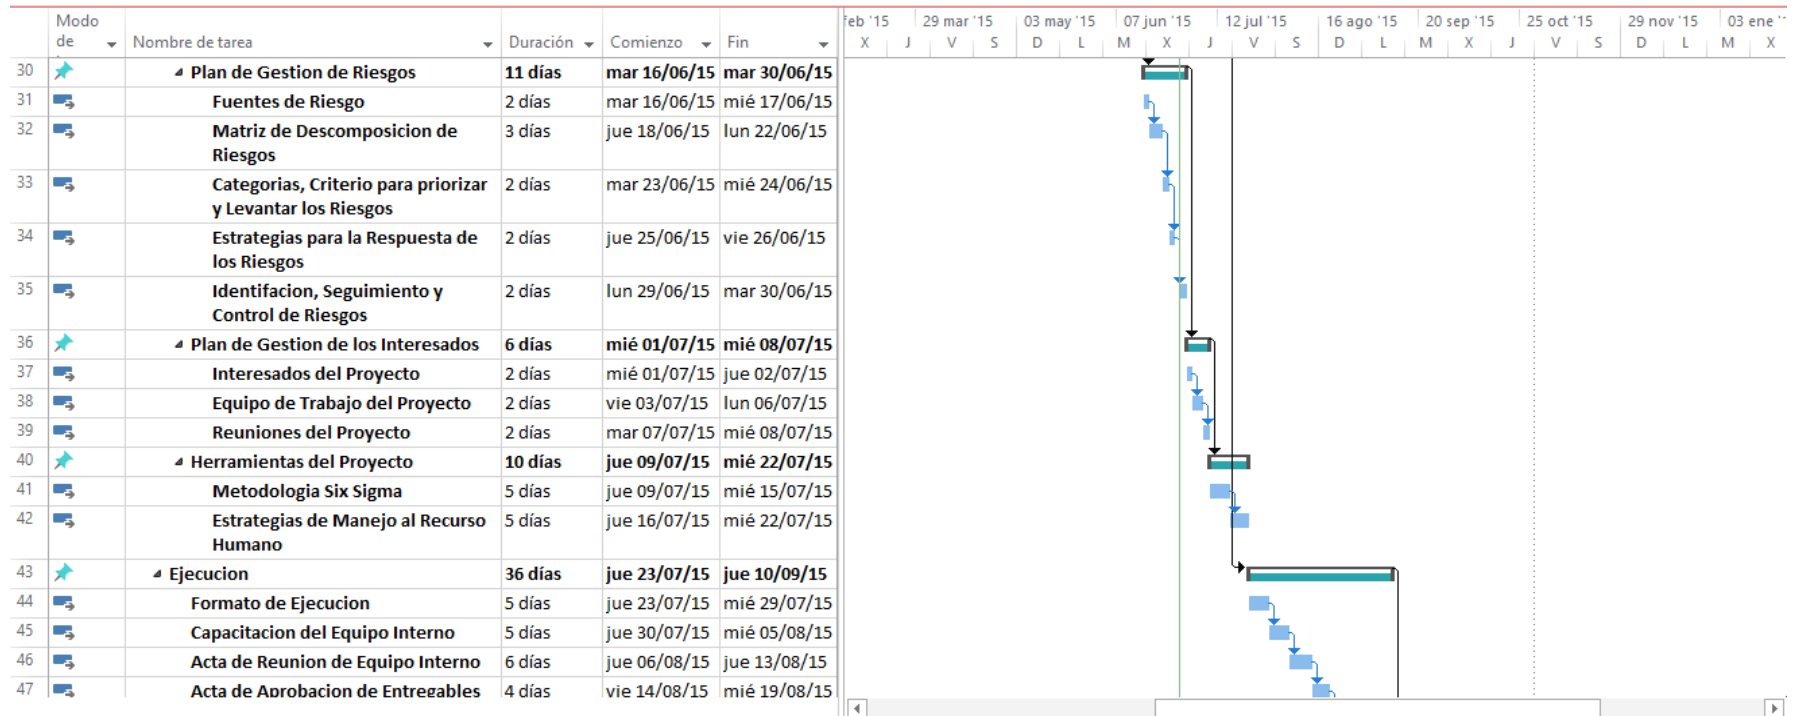 Modo de
Nombre de tarea
Duración
Comienzo
Fin
feb '15 29 mar '15 03 may '15 07 jun '15 12 jul '15 16 ago '15 20 sep '15 25 oct '15 29 nov '15 03 ene '
X J V S D L M X J V S D L M X J V S D L M X
30 Plan de Gestion de Riesgos 11 días mar 16/06/15 mar 30/06/15
31 Fuentes de Riesgo 2 días mar 16/06/15 mié 17/06/15
32 Matriz de Descomposicion de 3 días jue 18/06/15 lun 22/06/15
Riesgos
33 Categorias, Criterio para priorizar 2 días mar 23/06/15 mié 24/06/15
y Levantar los Riesgos
34 Estrategias para la Respuesta de 2 días jue 25/06/15 vie 26/06/15
los Riesgos
35 Identifacion, Seguimiento y 2 días lun 29/06/15 mar 30/06/15
Control de Riesgos
36 Plan de Gestion de los Interesados 6 días mié 01/07/15 mié 08/07/15
37 Interesados del Proyecto 2 días mié 01/07/15 jue 02/07/15
38 Equipo de Trabajo del Proyecto 2 días vie 03/07/15 lun 06/07/15
39 Reuniones del Proyecto 2 días mar 07/07/15 mié 08/07/15
40 Herramientas del Proyecto 10 días jue 09/07/15 mié 22/07/15
41 Metodologia Six Sigma 5 días jue 09/07/15 mié 15/07/15
42 Estrategias de Manejo al Recurso 5 días jue 16/07/15 mié 22/07/15
Humano
43 Ejecucion 36 días jue 23/07/15 jue 10/09/15
44 Formato de Ejecucion 5 días jue 23/07/15 mié 29/07/15
45 Capacitacion del Equipo Interno 5 días jue 30/07/15 mié 05/08/15
46 Acta de Reunion de Equipo Interno 6 días jue 06/08/15 jue 13/08/15
47 Acta de Aprobacion de Entregables 4 días vie 14/08/15 mié 19/08/15